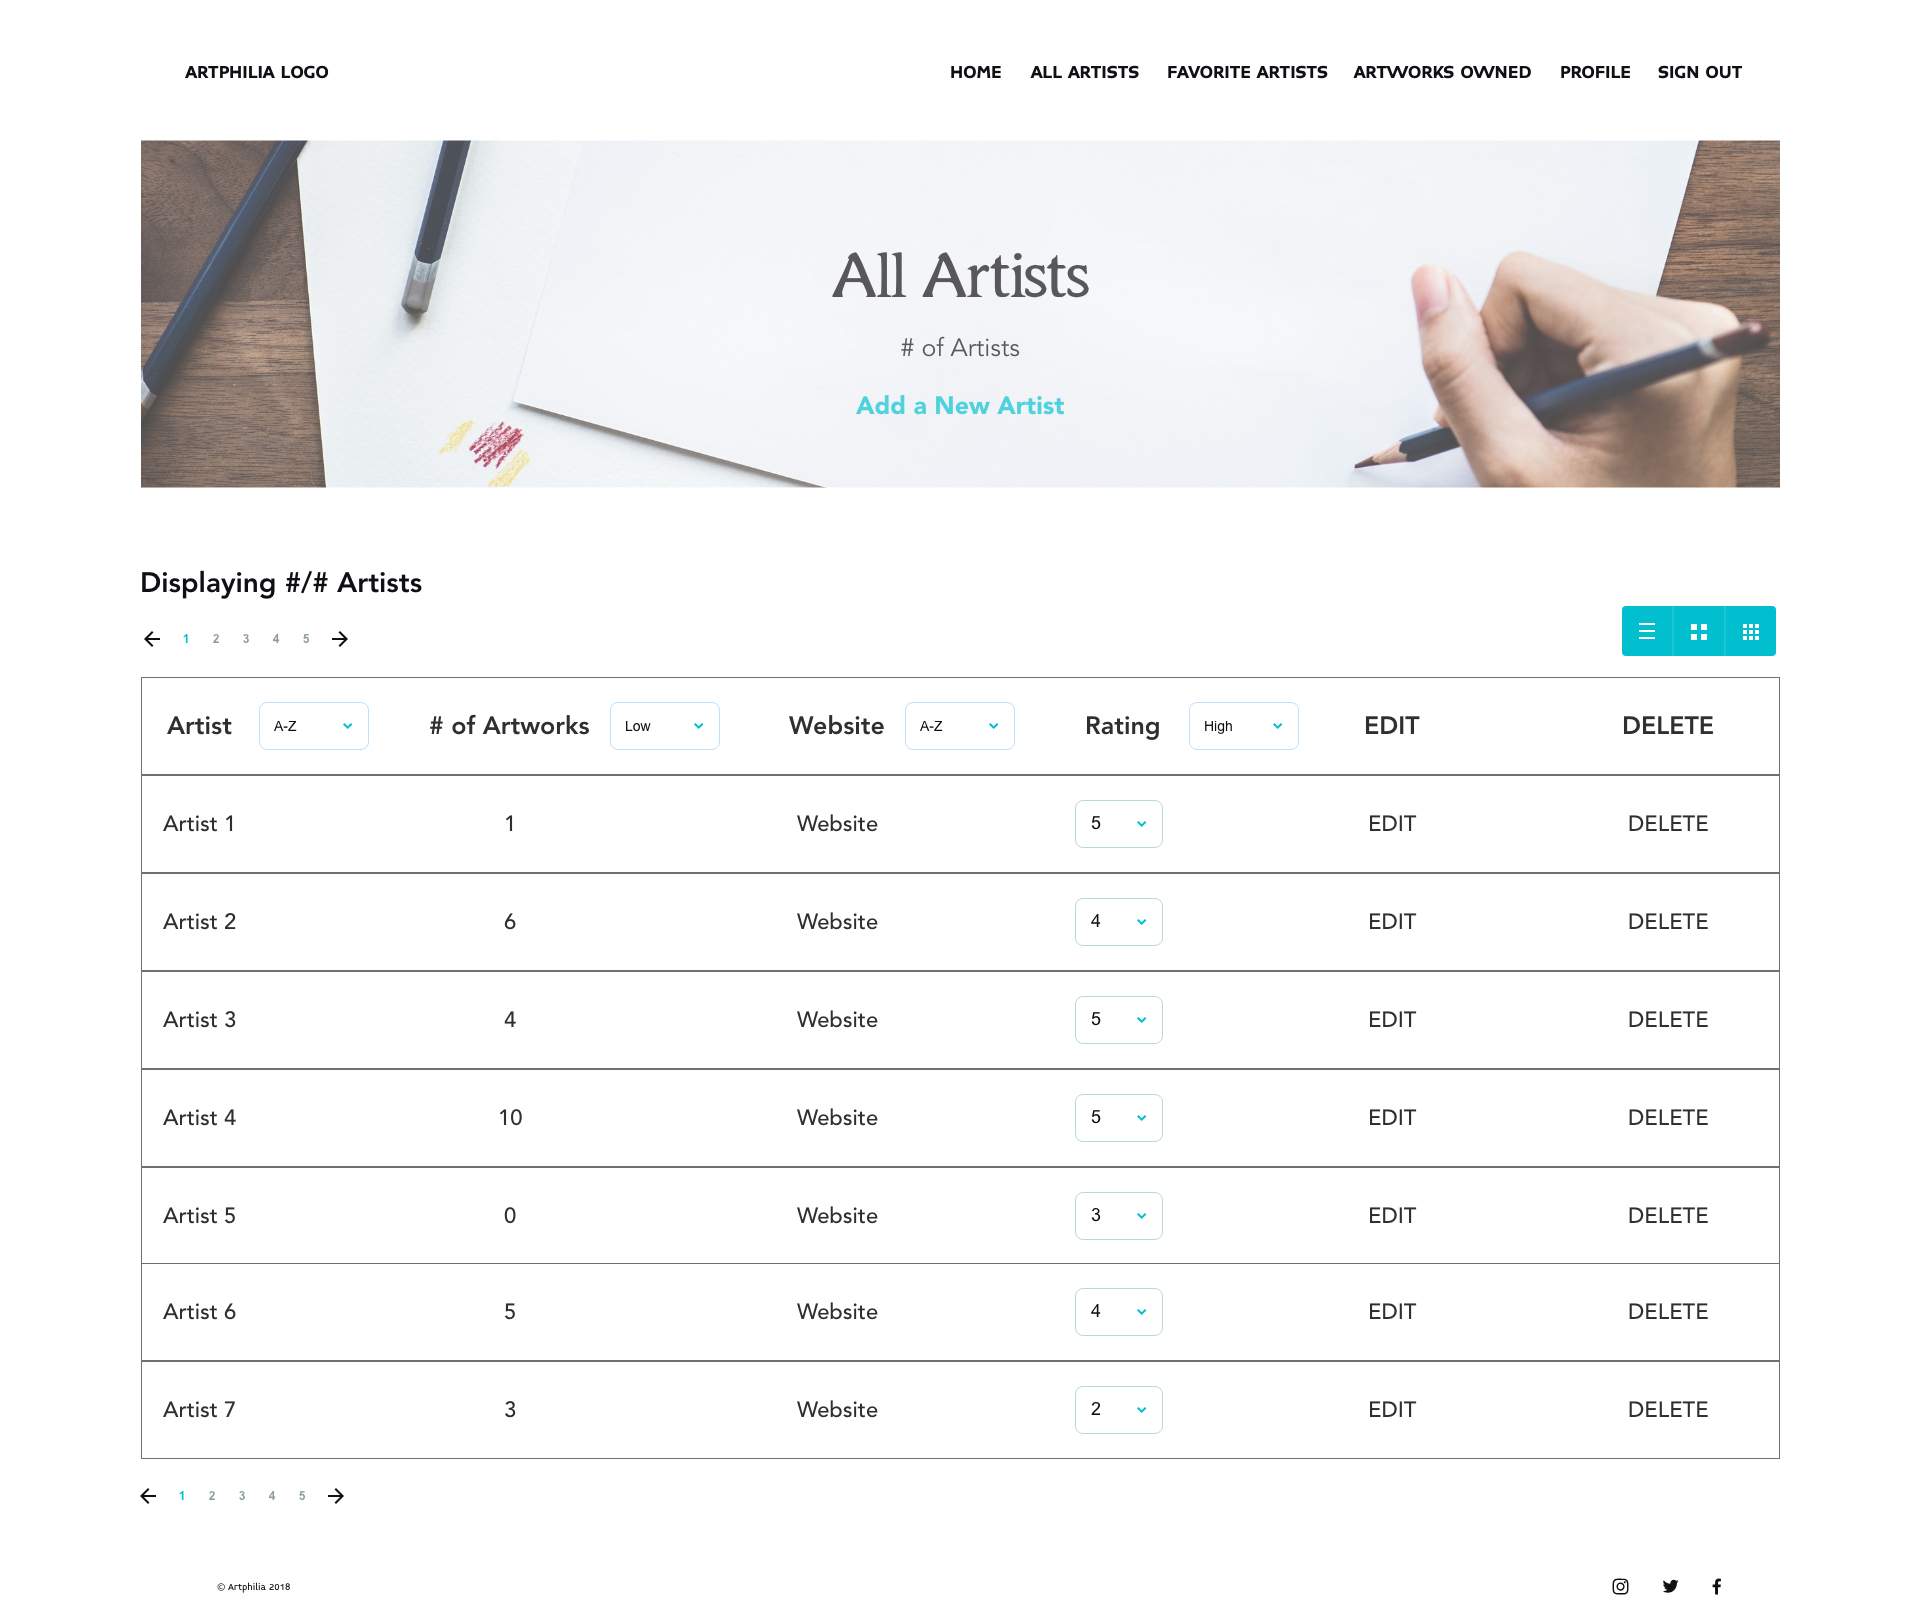 ARTPHILIA LOGO HOME ALL ARTISTS FAVORITE ARTISTS ARTWORKS OWNED PROFILE SIGN OUT
All Artists
# of Artists
Add a New Artist
Displaying #/# Artists
1 2 3 4 5
Artist A-Z # of Artworks Low Website A-Z Rating High EDIT DELETE
Artist 1 1 Website 5 EDIT DELETE
Artist 2 6 Website 4 EDIT DELETE
Artist 3 4 Website 5 EDIT DELETE
Artist 4 10 Website 5 EDIT DELETE
Artist 5 0 Website 3 EDIT DELETE
Artist 6 5 Website 4 EDIT DELETE
Artist 7 3 Website 2 EDIT DELETE
1 2 3 4 5
© Artphilia 2018